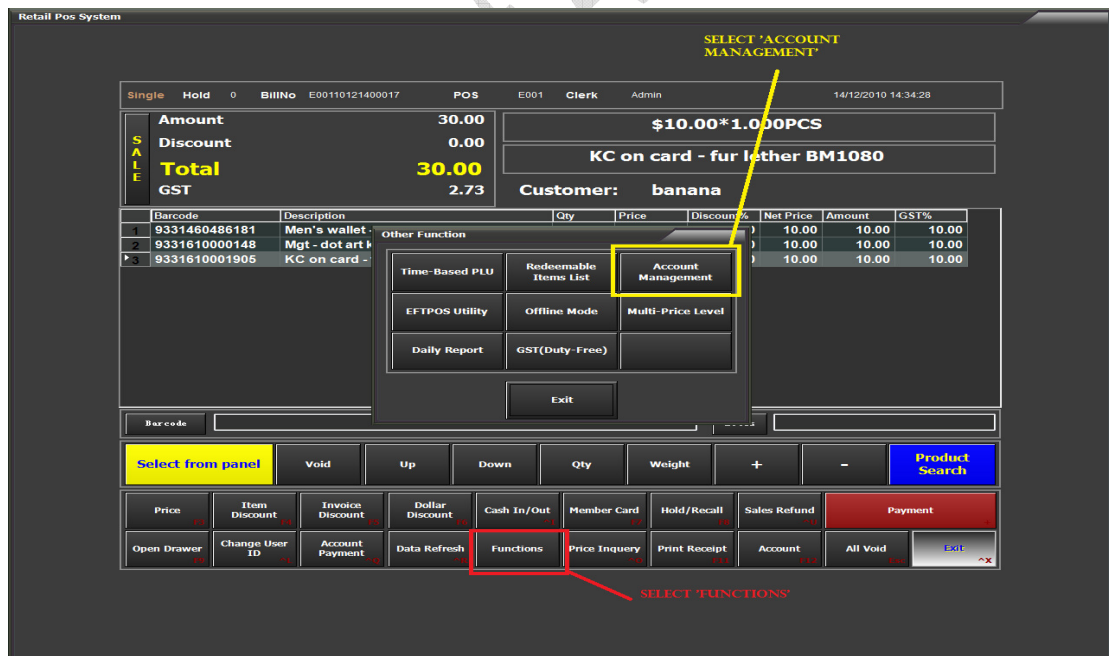 Retail Pos System
SELECT 'ACCOUNT
MANAGEMENT'
Single Hold 0 BillNo E00110121400017 POS E001 Clerk Admin 14/12/2010 14:34:28
SALE
Amount 30.00
Discount 0.00
Total 30.00
GST 2.73
$10.00*1.000PCS
KC on card - fur lether BM1080
Customer: banana
Barcode Description Qty Price Discount% Net Price Amount GST%
1 9331460486181 Men's wallet - 10.00 10.00 10.00
2 9331610000148 Mgt - dot art k 10.00 10.00 10.00
3 9331610001905 KC on card - 10.00 10.00 10.00
Other Function
Time-Based PLU
Redeemable
Items List
Account
Management
EFTPOS Utility Offline Mode Multi-Price Level
Daily Report GST(Duty-Free)
Exit
Barcode
Select from panel Void Up Down Qty Weight + -
Product
Search
Price
Item
Discount
Invoice
Discount
Dollar
Discount
Cash In/Out Member Card Hold/Recall Sales Refund Payment
Open Drawer
Change User
ID
Account
Payment
Data Refresh Functions Price Inquery Print Receipt Account All Void Exit ^X
SELECT 'FUNCTIONS'